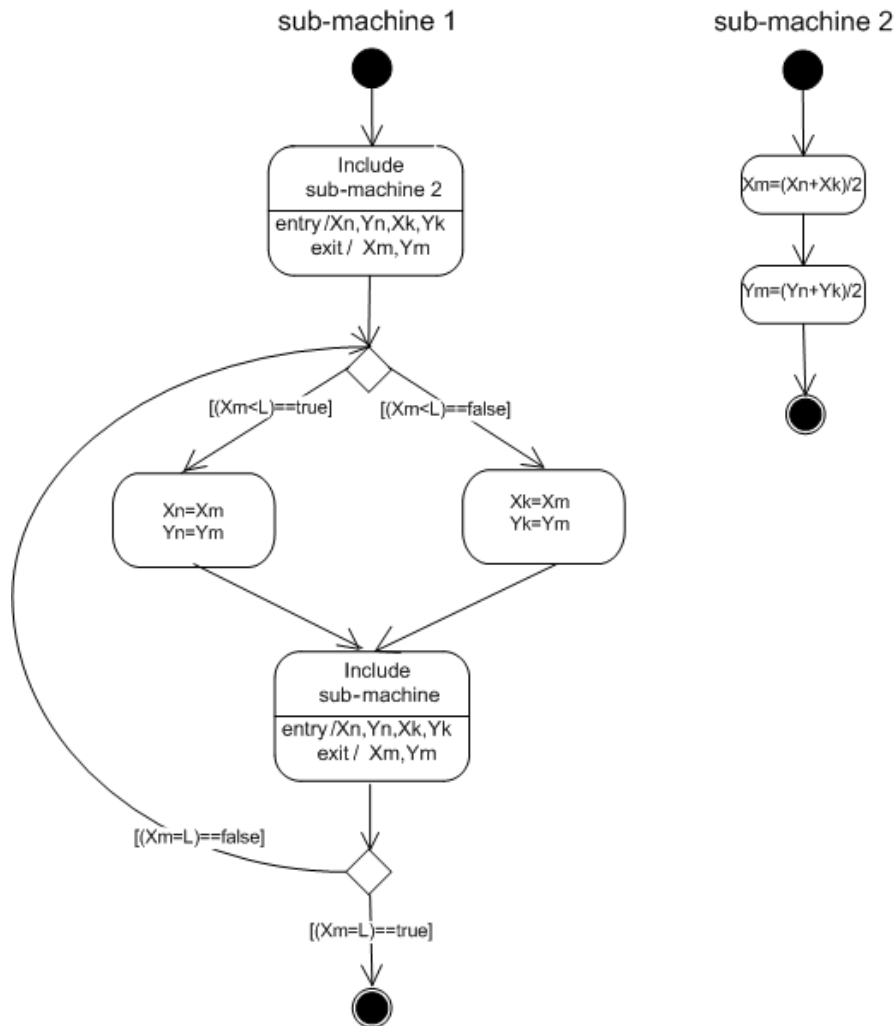 sub-machine 1
Include
sub-machine 2
entry/Xn,Yn,Xk,Yk
exit/ Xm,Ym
[(Xm<L)==true]
[(Xm<L)==false]
Xn=Xm
Yn=Ym
Xk=Xm
Yk=Ym
Include
sub-machine
entry/Xn,Yn,Xk,Yk
exit/ Xm,Ym
[(Xm=L)==false]
[(Xm=L)==true]
sub-machine 2
Xm=(Xn+Xk)/2
Ym=(Yn+Yk)/2